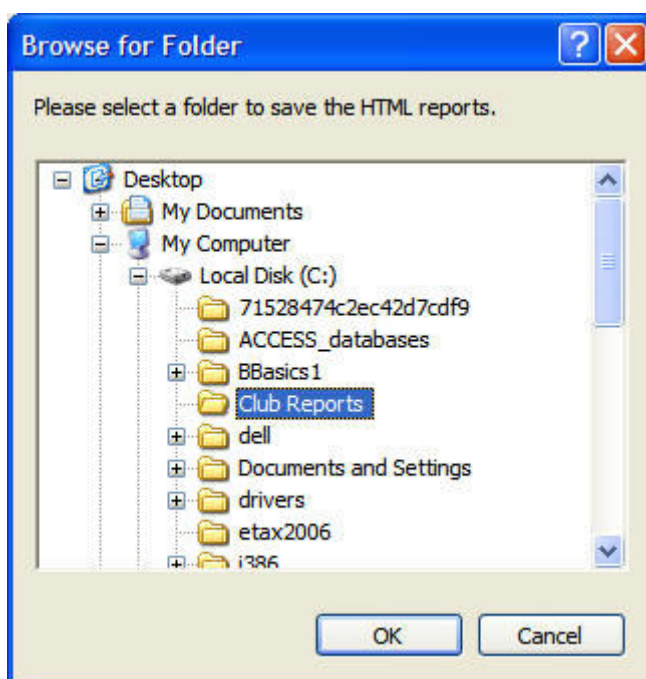 Browse for Folder
Please select a folder to save the HTML reports.
Desktop
My Documents
My Computer
Local Disk (C:)
71528474c2ec42d7cdf9
ACCESS_databases
BBasics1
Club Reports
dell
Documents and Settings
drivers
etax2006
i386
OK Cancel